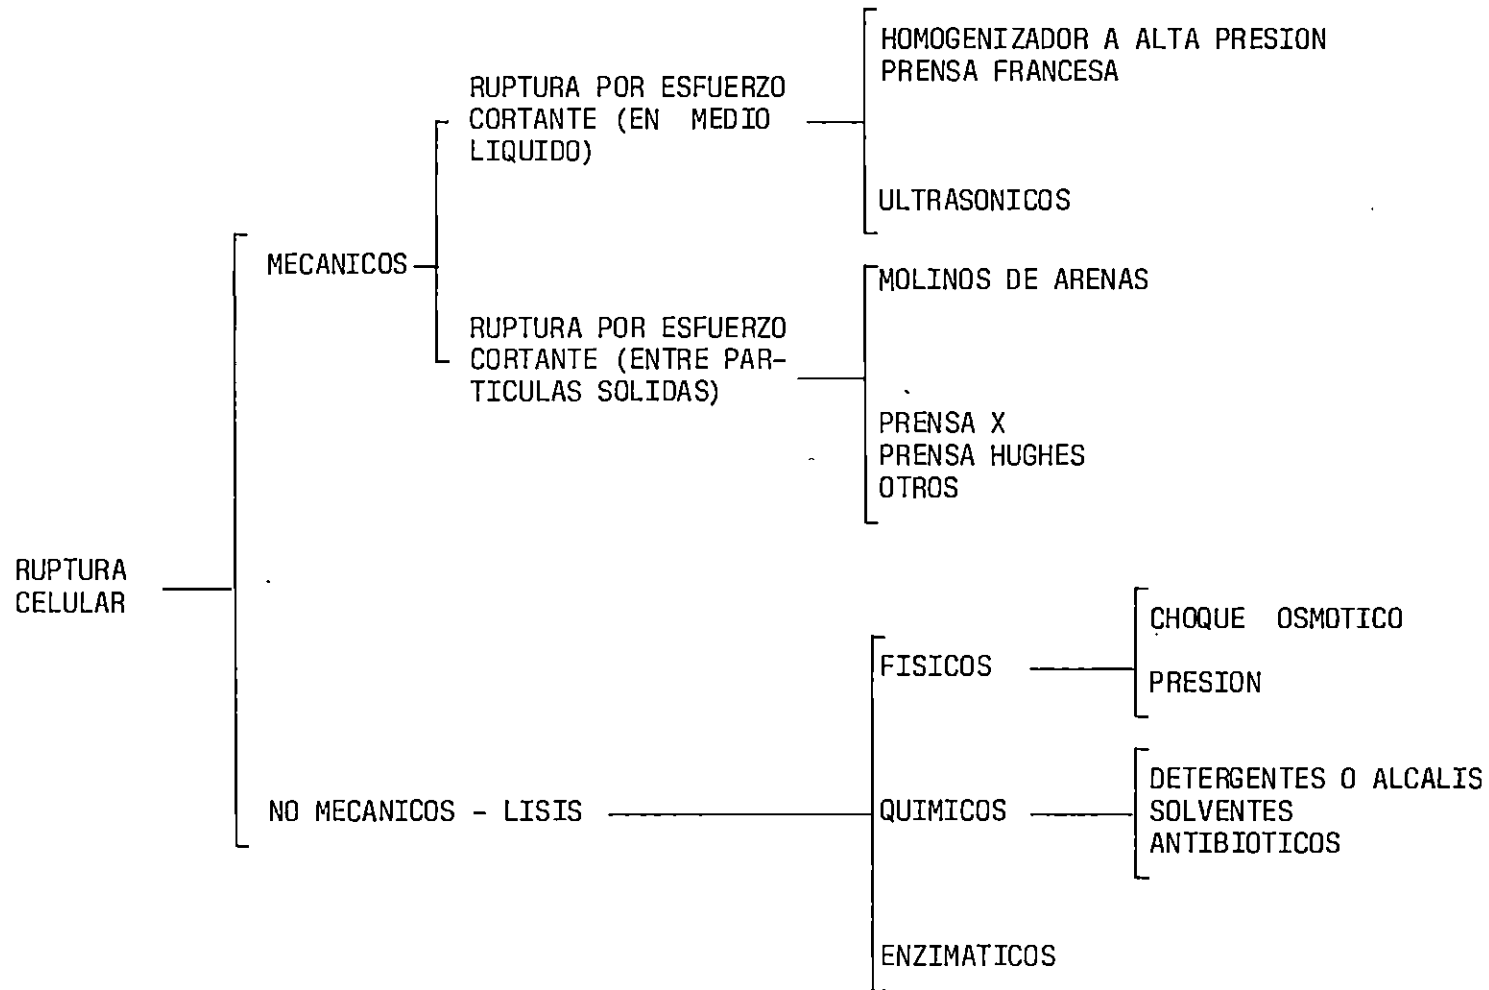 HOMOGENIZADOR A ALTA PRESION
PRENSA FRANCESA
RUPTURA POR ESFUERZO
CORTANTE (EN MEDIO
LIQUIDO)
ULTRASONICOS
MECANICOS
MOLINOS DE ARENAS
RUPTURA POR ESFUERZO
CORTANTE (ENTRE PAR-
TICULAS SOLIDAS)
PRENSA X
PRENSA HUGHES
OTROS
RUPTURA
CELULAR
CHOQUE OSMOTICO
FISICOS
PRESION
NO MECANICOS - LISIS
QUIMICOS
DETERGENTES O ALCALIS
SOLVENTES
ANTIBIOTICOS
ENZIMATICOS